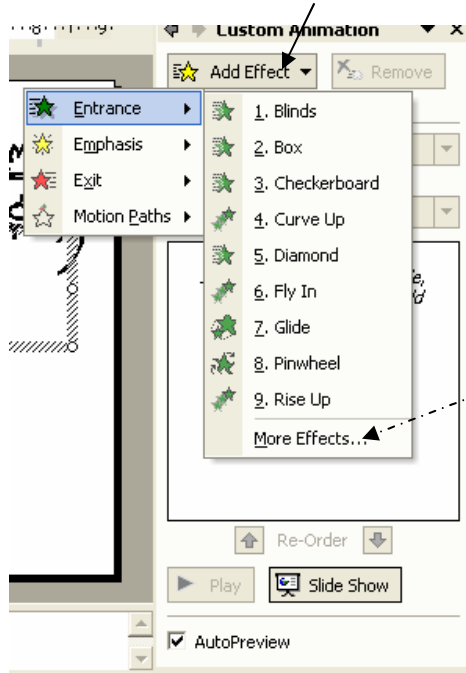 Custom Animation
Add Effect
Remove
Entrance
Emphasis
Exit
Motion Paths
1. Blinds
2. Box
3. Checkerboard
4. Curve Up
5. Diamond
6. Fly In
7. Glide
8. Pinwheel
9. Rise Up
More Effects...
Re-Order
Play
Slide Show
AutoPreview